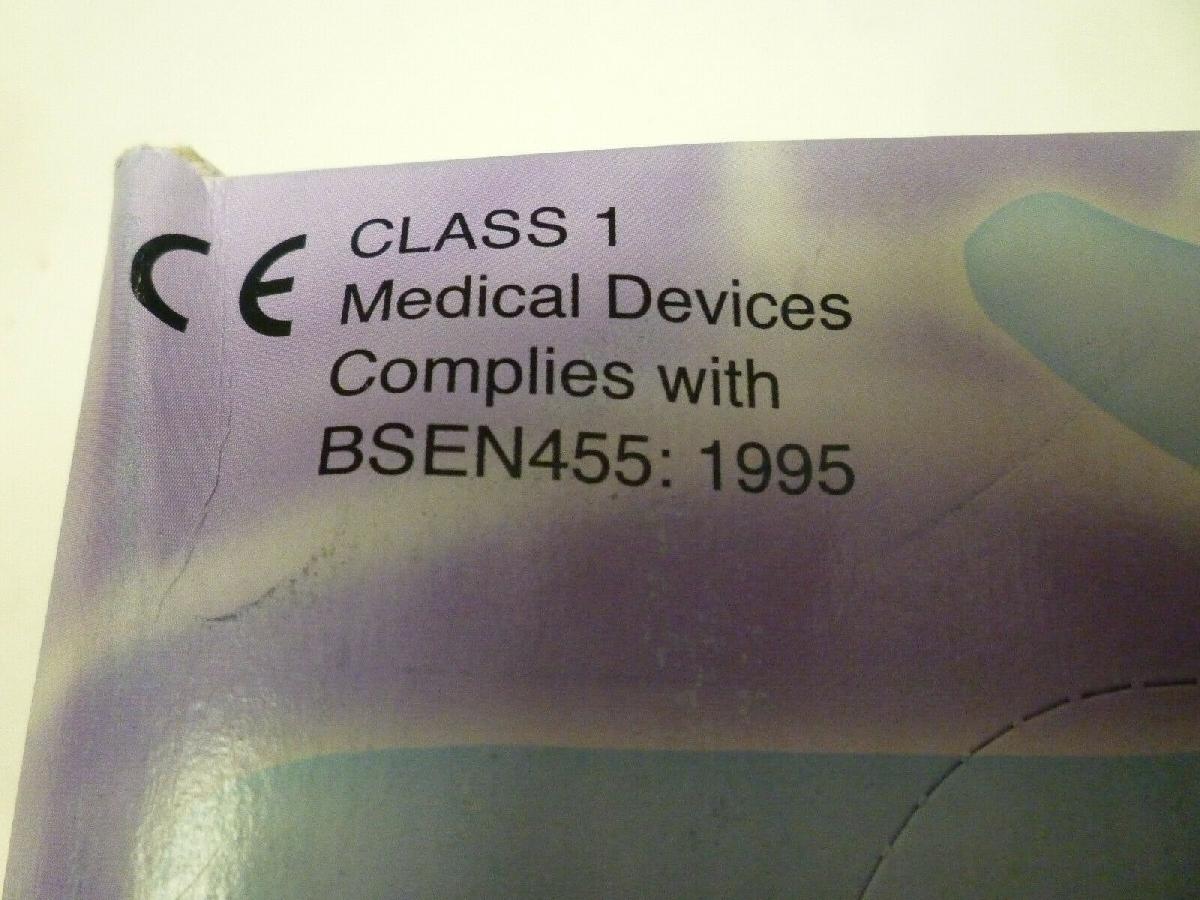 CE CLASS 1
Medical Devices
Complies with
BSEN455: 1995